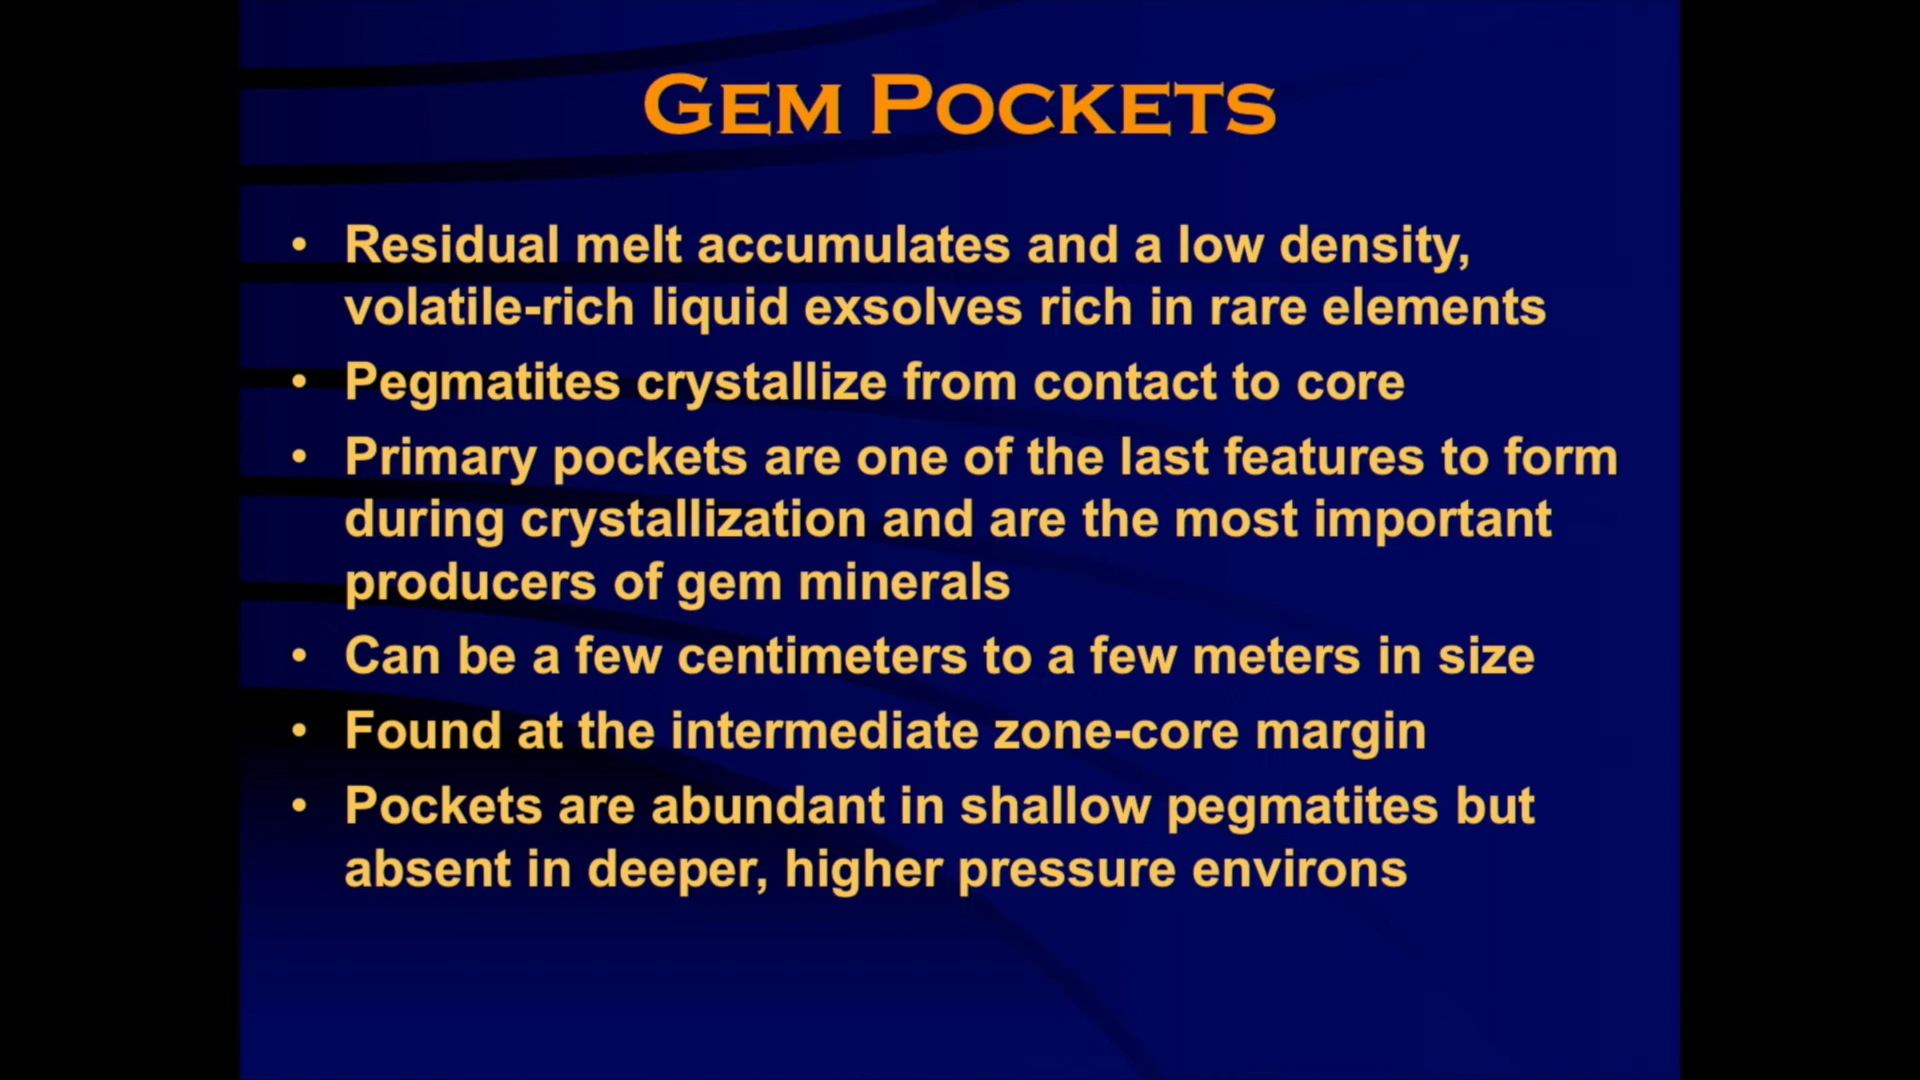 GEM POCKETS
• Residual melt accumulates and a low density,
volatile-rich liquid exsolves rich in rare elements
• Pegmatites crystallize from contact to core
• Primary pockets are one of the last features to form
during crystallization and are the most important
producers of gem minerals
• Can be a few centimeters to a few meters in size
• Found at the intermediate zone-core margin
• Pockets are abundant in shallow pegmatites but
absent in deeper, higher pressure environs